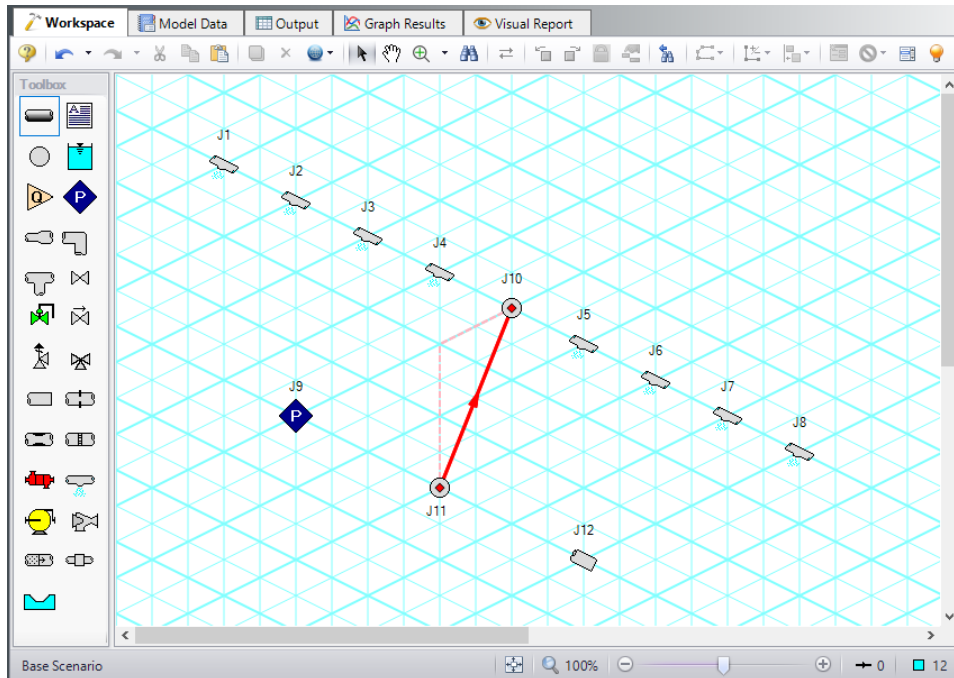 Workspace Model Data Output Graph Results Visual Report
Toolbox
A
Q P
J1
J2
J3
J4
J10
J5
J6
J9
J7
P
J8
J11
J12
Base Scenario 100% 0 12